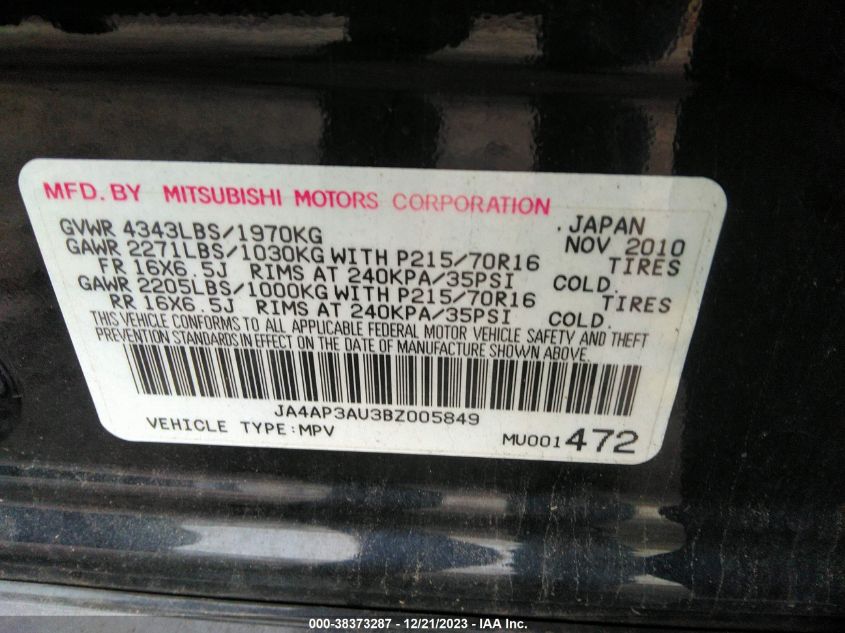 MFD. BY MITSUBISHI MOTORS CORPORATION
GVWR 4343LBS/1970KG . JAPAN
GAWR 2271LBS/1030KG WITH P215/70R16 NOV 2010
FR 16X6.5J RIMS AT 240KPA/35PSI COLD. TIRES
GAWR 2205LBS/1000KG WITH P215/70R16 TIRES
RR 16X6.5J RIMS AT 240KPA/35PSI COLD.
THIS VEHICLE CONFORMS TO ALL APPLICABLE FEDERAL MOTOR VEHICLE SAFETY AND THEFT
PREVENTION STANDARDS IN EFFECT ON THE DATE OF MANUFACTURE SHOWN ABOVE.
JA4AP3AU3BZ005849
VEHICLE TYPE:MPV MU001472
000-38373287 - 12/21/2023 - IAA Inc.